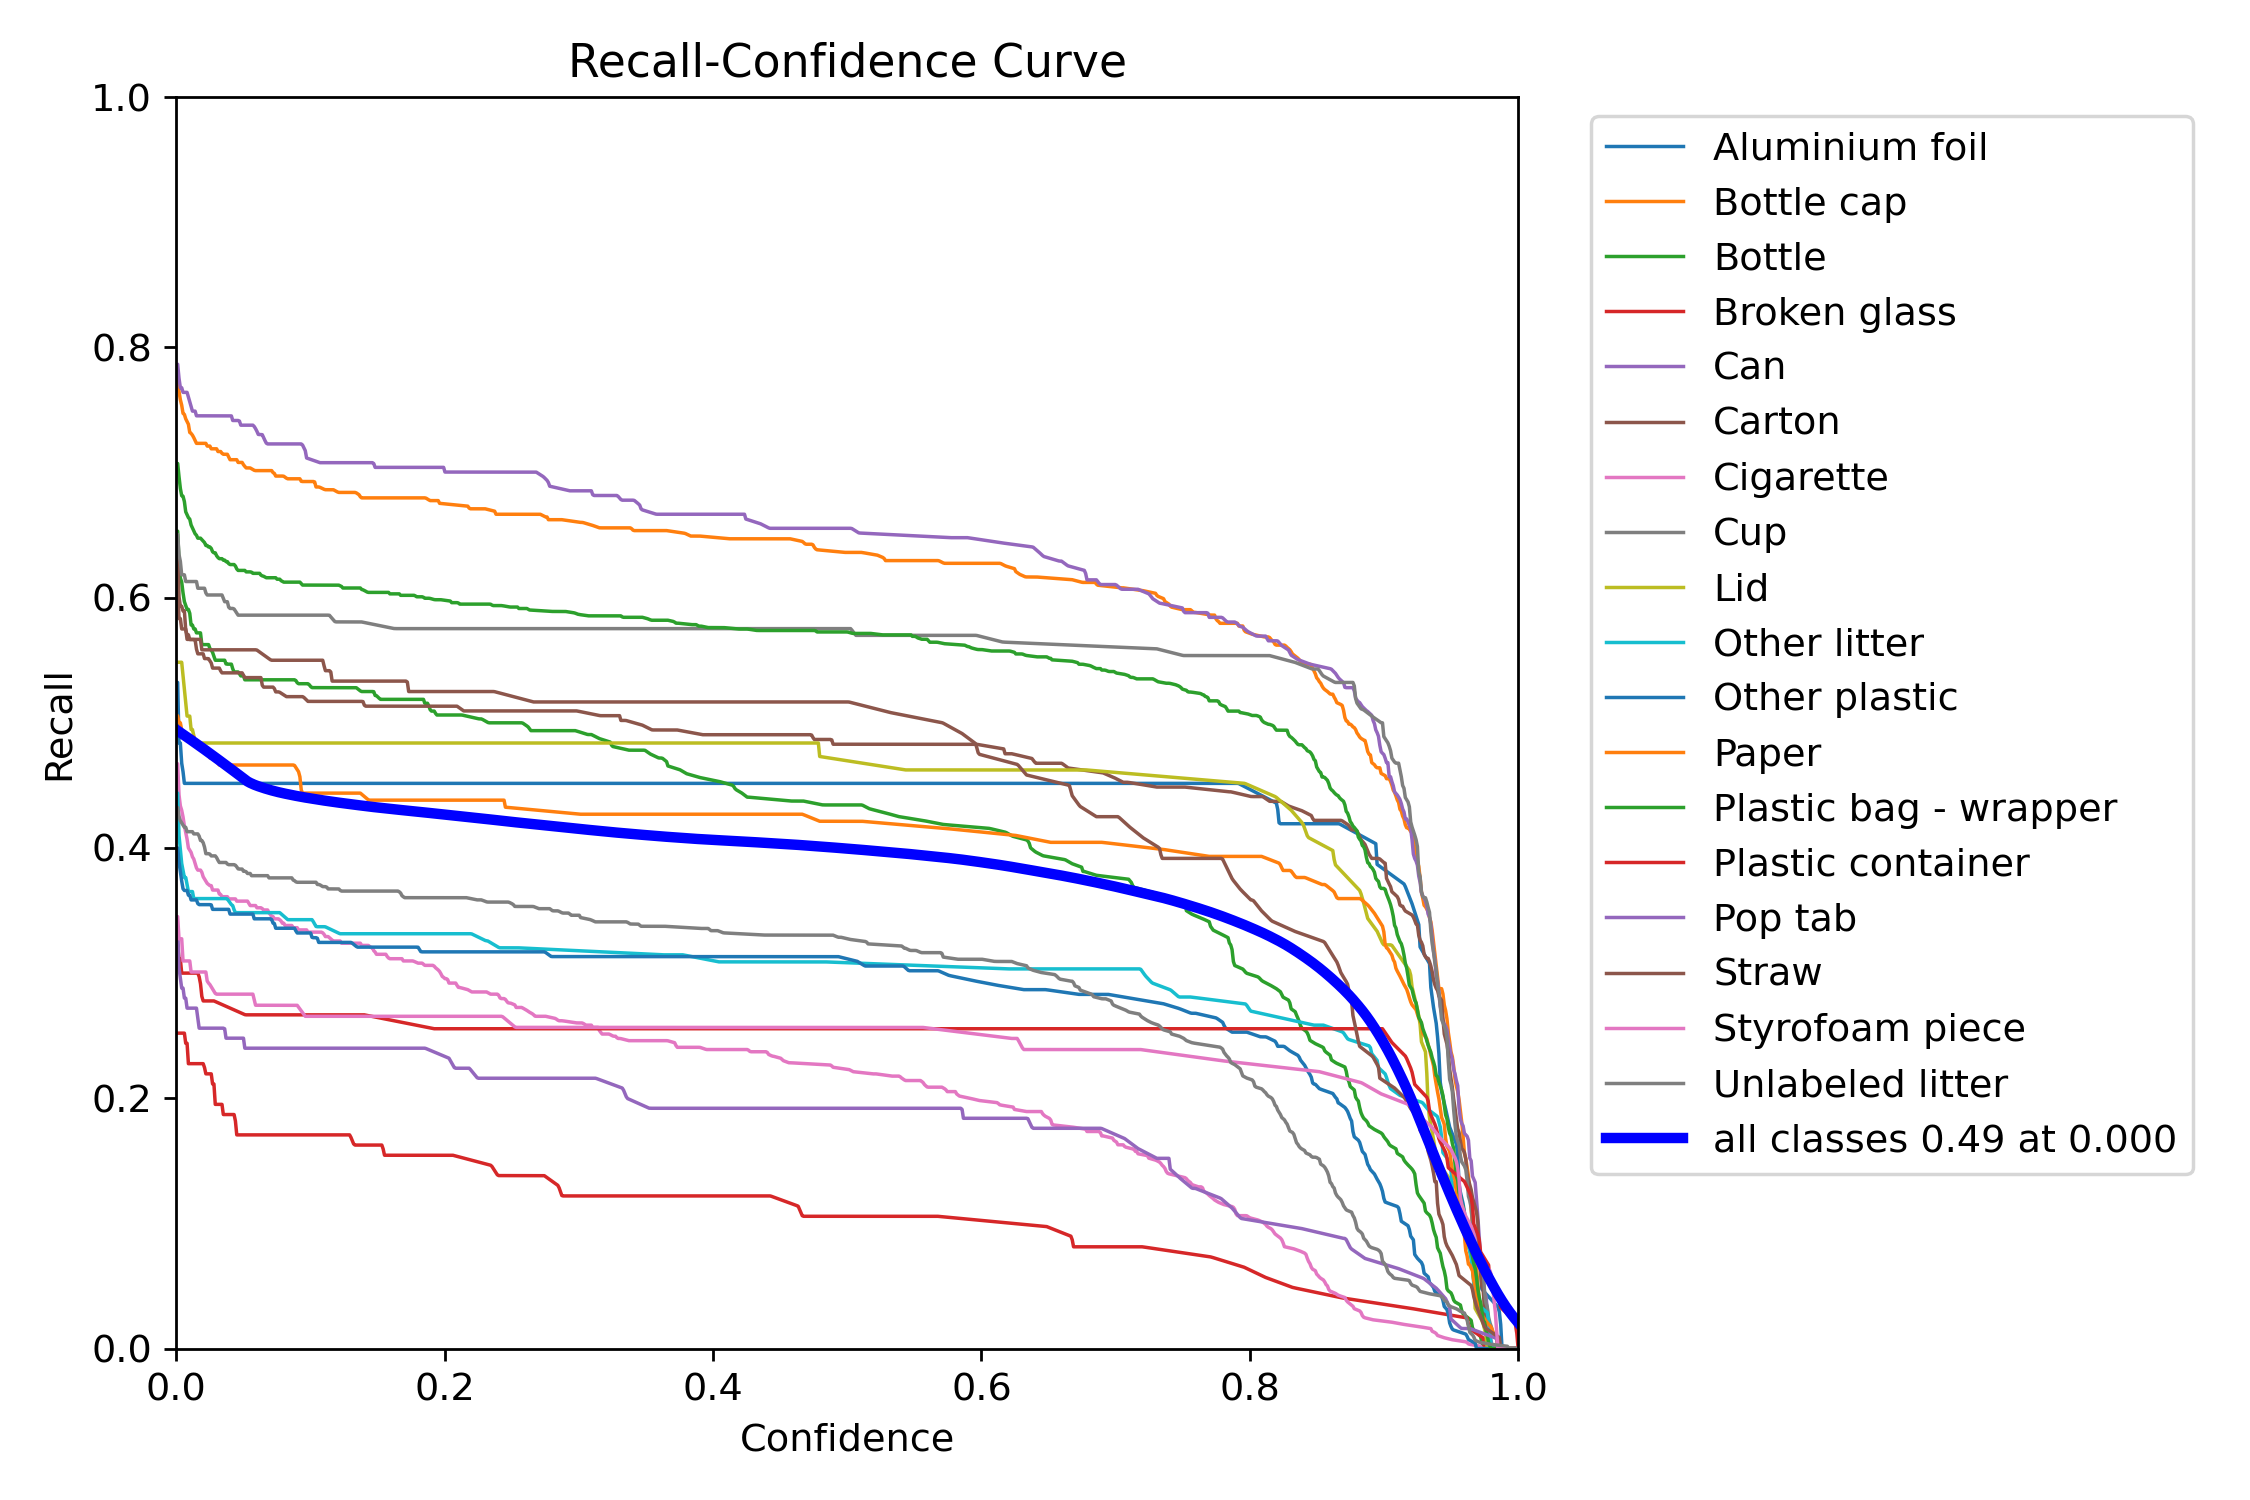 Recall-Confidence Curve
1.0
0.8
0.6
0.4
0.2
0.0
Recall
0.0 0.2 0.4 0.6 0.8 1.0
Confidence
Aluminium foil
Bottle cap
Bottle
Broken glass
Can
Carton
Cigarette
Cup
Lid
Other litter
Other plastic
Paper
Plastic bag - wrapper
Plastic container
Pop tab
Straw
Styrofoam piece
Unlabeled litter
all classes 0.49 at 0.000